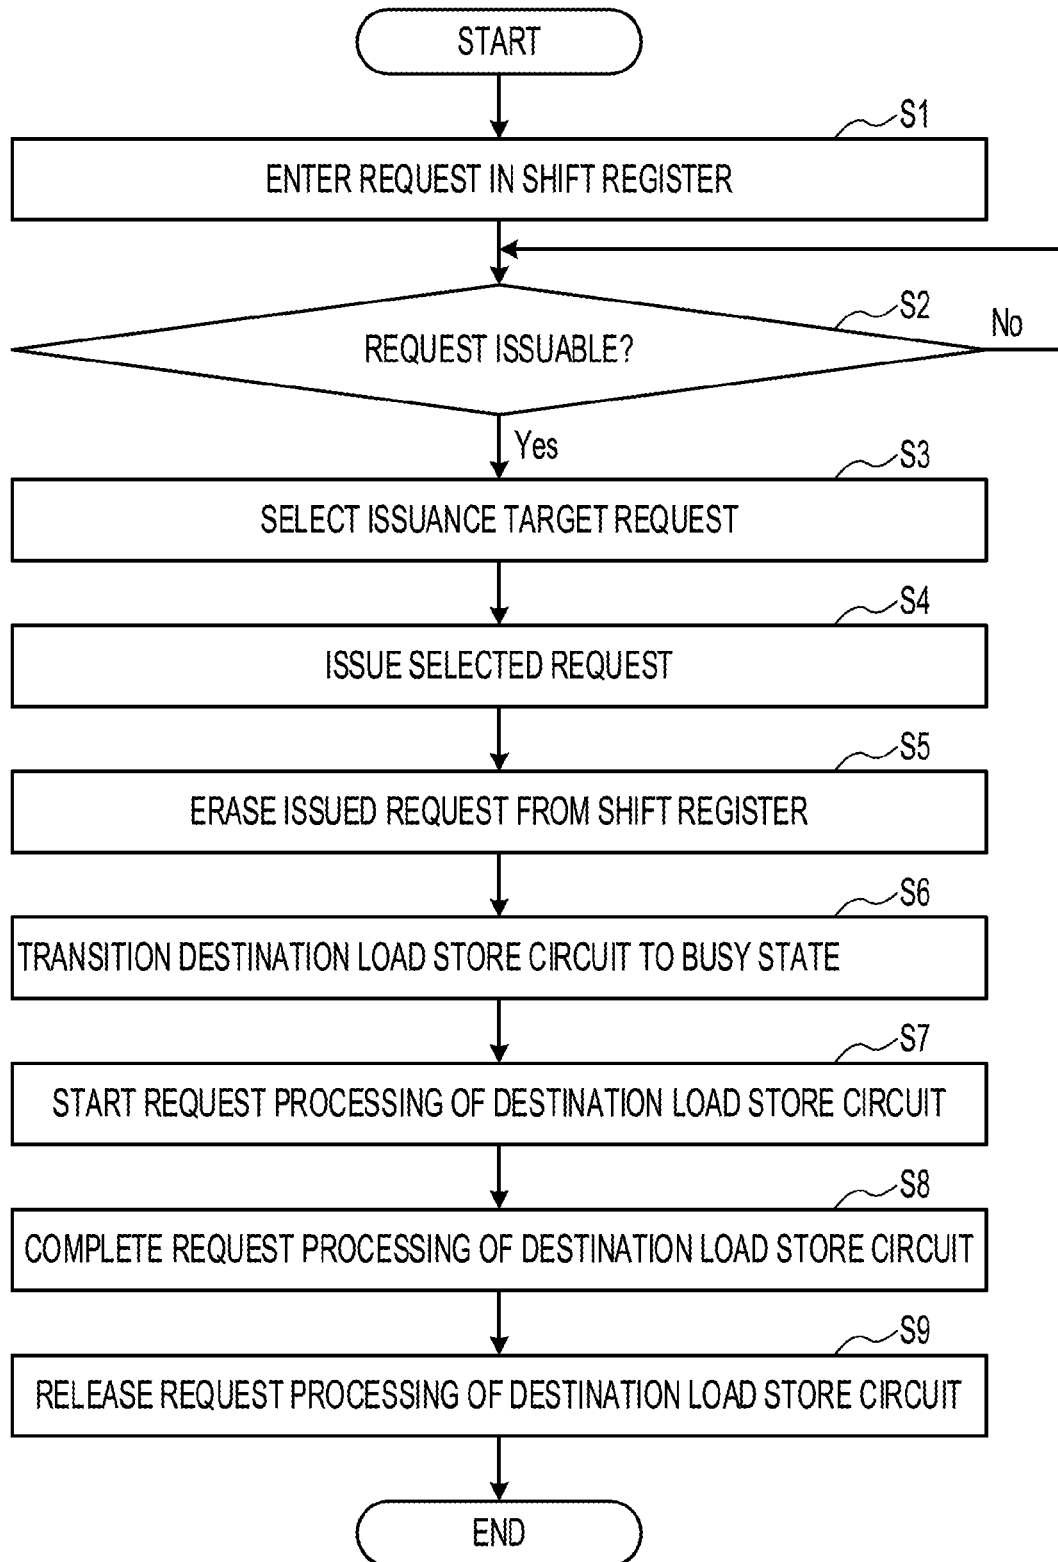 START
S1
ENTER REQUEST IN SHIFT REGISTER
S2
REQUEST ISSUABLE?
No
Yes
S3
SELECT ISSUANCE TARGET REQUEST
S4
ISSUE SELECTED REQUEST
S5
ERASE ISSUED REQUEST FROM SHIFT REGISTER
S6
TRANSITION DESTINATION LOAD STORE CIRCUIT TO BUSY STATE
S7
START REQUEST PROCESSING OF DESTINATION LOAD STORE CIRCUIT
S8
COMPLETE REQUEST PROCESSING OF DESTINATION LOAD STORE CIRCUIT
S9
RELEASE REQUEST PROCESSING OF DESTINATION LOAD STORE CIRCUIT
END